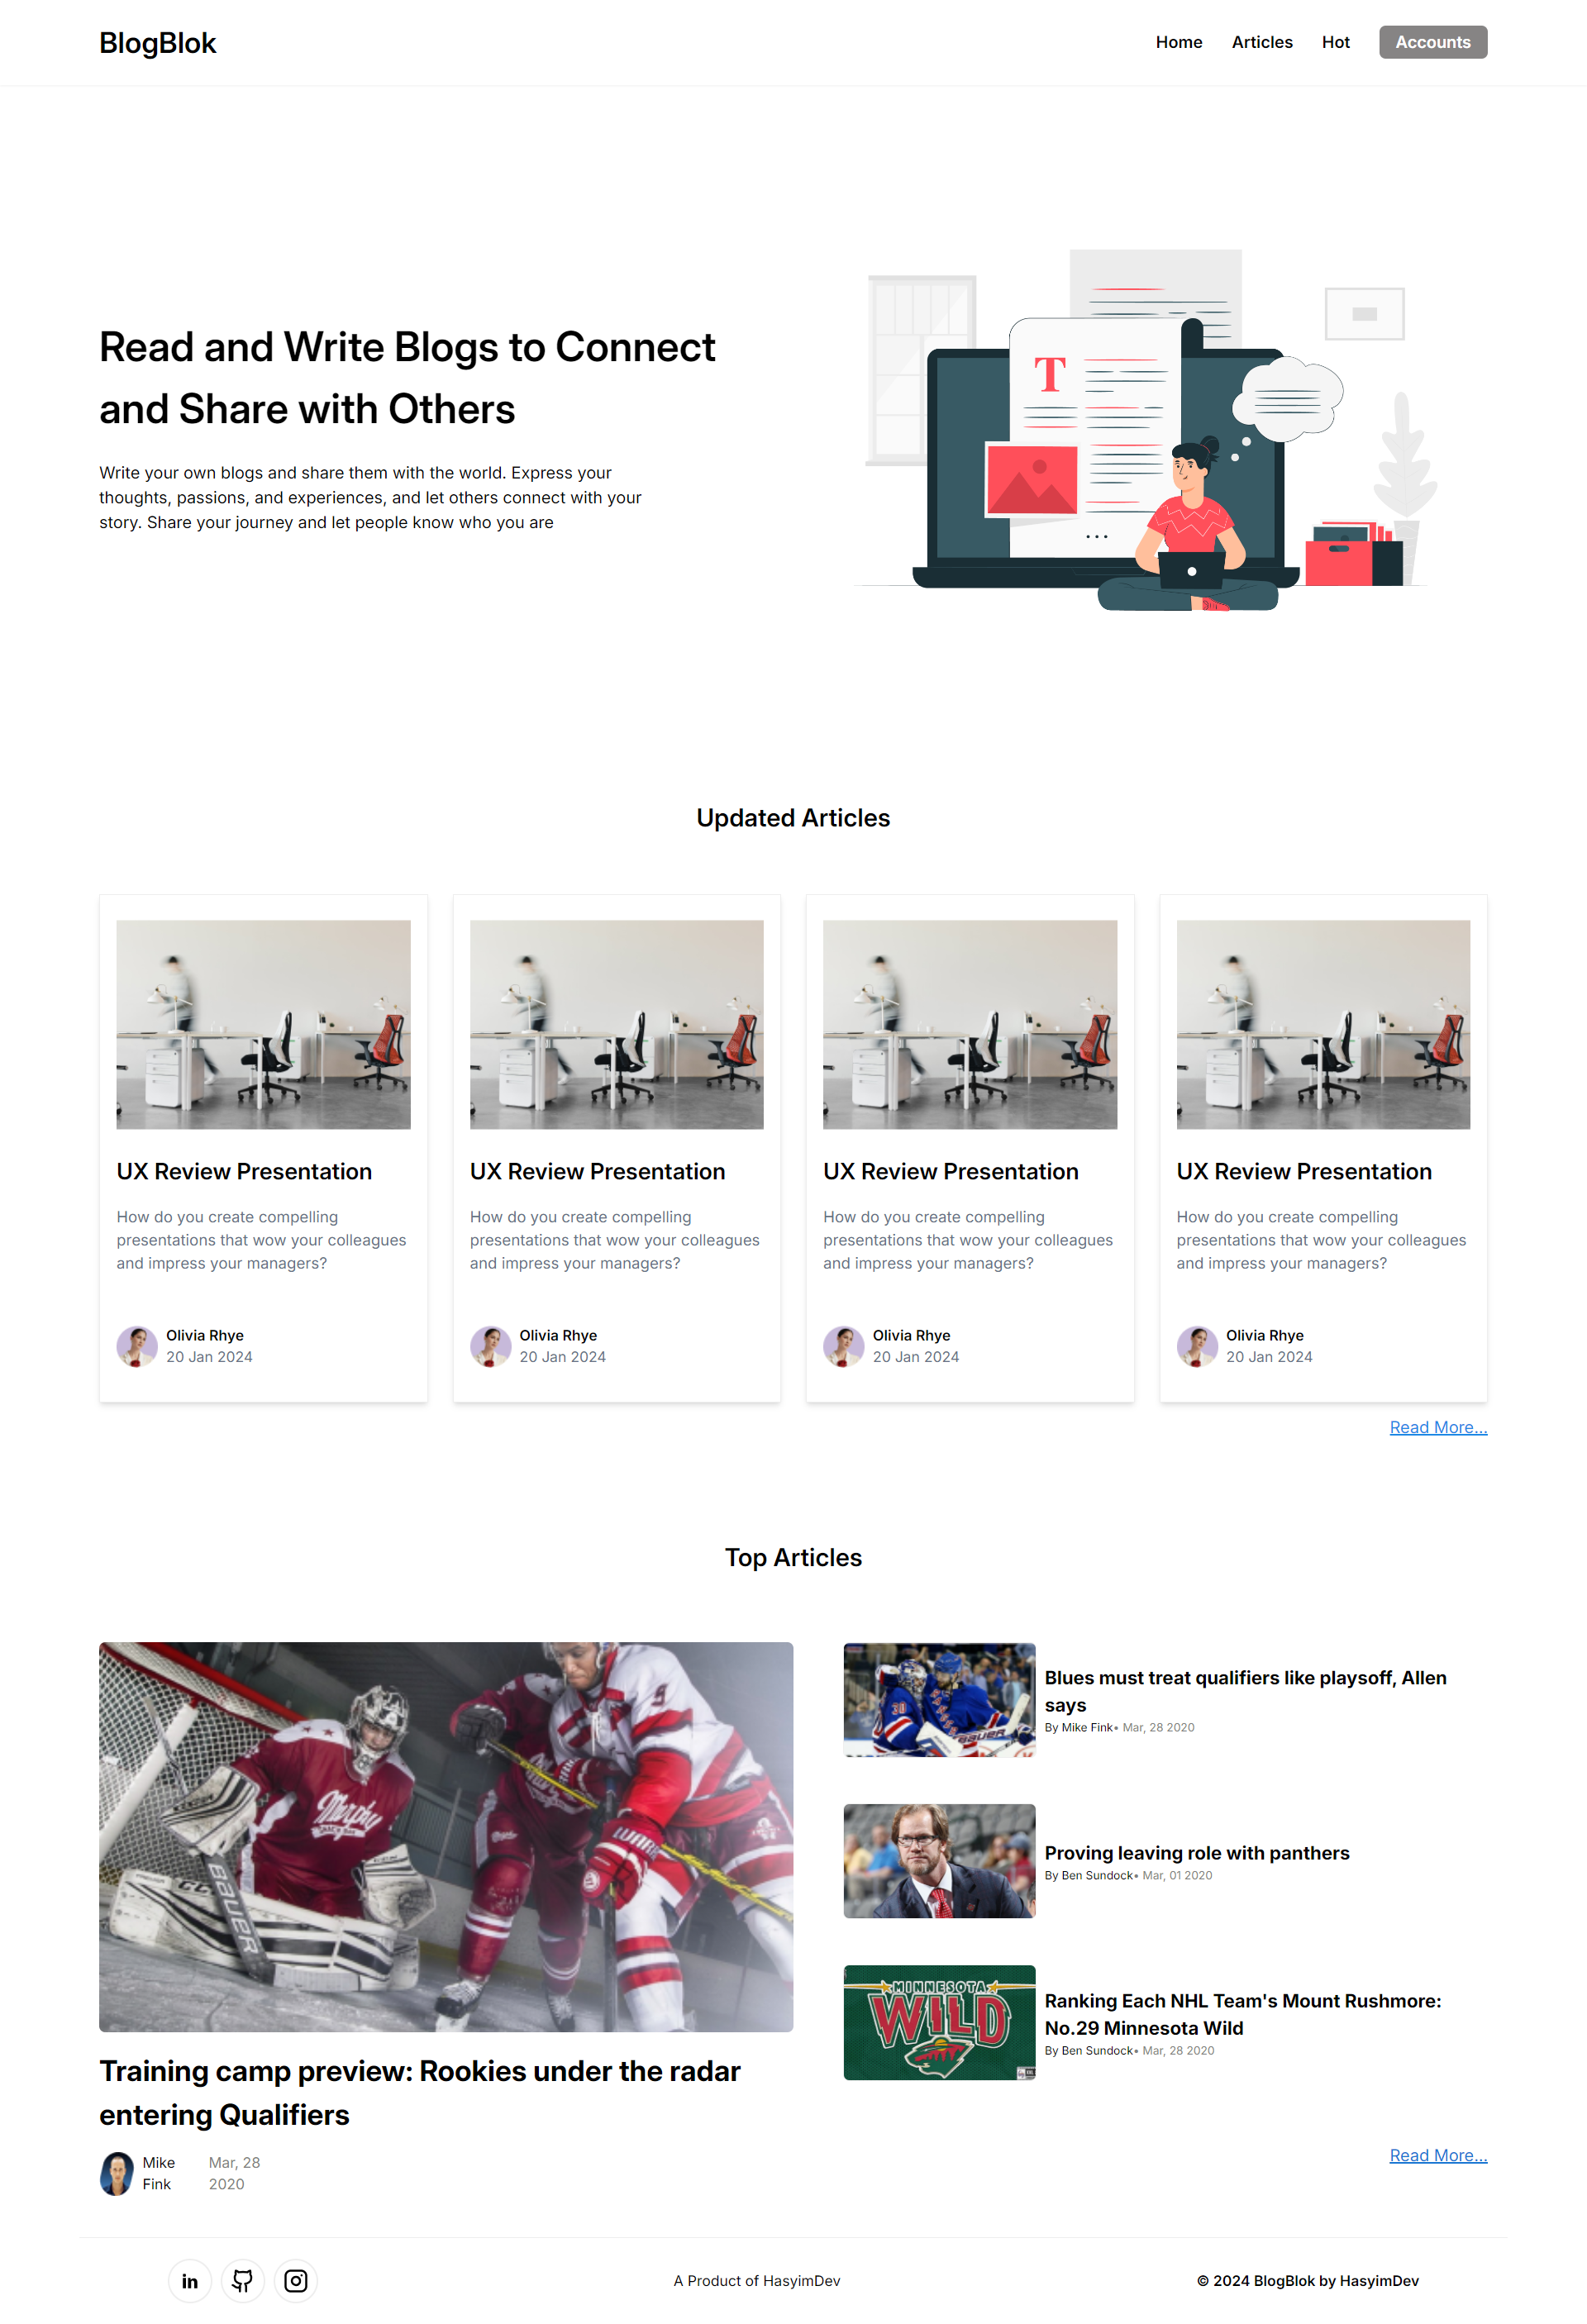 BlogBlok
Home Articles Hot Accounts
Read and Write Blogs to Connect
and Share with Others
Write your own blogs and share them with the world. Express your
thoughts, passions, and experiences, and let others connect with your
story. Share your journey and let people know who you are
T
Updated Articles
UX Review Presentation
How do you create compelling
presentations that wow your colleagues
and impress your managers?
Olivia Rhye
20 Jan 2024
UX Review Presentation
How do you create compelling
presentations that wow your colleagues
and impress your managers?
Olivia Rhye
20 Jan 2024
UX Review Presentation
How do you create compelling
presentations that wow your colleagues
and impress your managers?
Olivia Rhye
20 Jan 2024
UX Review Presentation
How do you create compelling
presentations that wow your colleagues
and impress your managers?
Olivia Rhye
20 Jan 2024
Read More...
Top Articles
Murphy
WARR
BAUER
CCM
9
Training camp preview: Rookies under the radar
entering Qualifiers
Mike
Fink
Mar, 28
2020
30
BAUER
Blues must treat qualifiers like playsoff, Allen
says
By Mike Fink• Mar, 28 2020
Proving leaving role with panthers
By Ben Sundock• Mar, 01 2020
MINNESOTA
WILD
Ranking Each NHL Team's Mount Rushmore:
No.29 Minnesota Wild
By Ben Sundock• Mar, 28 2020
Read More...
in
A Product of HasyimDev
© 2024 BlogBlok by HasyimDev